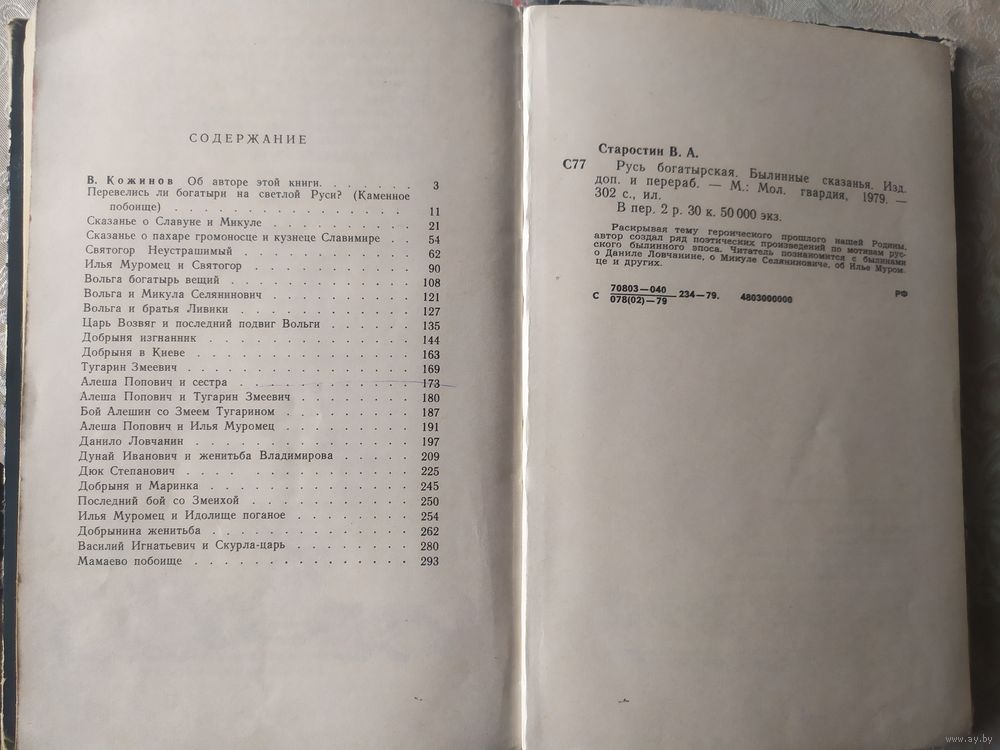 СОДЕРЖАНИЕ
В. Кожинов Об авторе этой книги. . . . . . . 3
Перевелись ли богатыри на светлой Руси? (Каменное
побоище) . . . . . . . . . . . . . . . 11
Сказанье о Славуне и Микуле . . . . . . . . 21
Сказанье о пахаре громоносце и кузнеце Славимире . . 54
Святогор Неустрашимый . . . . . . . . . . 62
Илья Муромец и Святогор . . . . . . . . . 90
Вольга богатырь вещий . . . . . . . . . . 108
Вольга и Микула Селянинович . . . . . . . . 121
Вольга и братья Ливики . . . . . . . . . . 127
Царь Возвяг и последний подвиг Вольги . . . . . 135
Добрыня изгнанник . . . . . . . . . . . 144
Добрыня в Киеве . . . . . . . . . . . . 163
Тугарин Змеевич . . . . . . . . . . . . 169
Алеша Попович и сестра . . . . . . . . . . 173
Алеша Попович и Тугарин Змеевич . . . . . . . 180
Бой Алешин со Змеем Тугарином . . . . . . . 187
Алеша Попович и Илья Муромец . . . . . . . . 191
Данило Ловчанин . . . . . . . . . . . . 197
Дунай Иванович и женитьба Владимирова . . . . . 209
Дюк Степанович . . . . . . . . . . . . 225
Добрыня и Маринка . . . . . . . . . . . 245
Последний бой со Змеихой . . . . . . . . . 250
Илья Муромец и Идолище поганое . . . . . . . 254
Добрынина женитьба . . . . . . . . . . . 262
Василий Игнатьевич и Скурла-царь . . . . . . . 280
Мамаево побоище . . . . . . . . . . . . 293
Старостин В. А.
С77 Русь богатырская. Былинные сказанья. Изд.
доп. и перераб. — М.: Мол. гвардия, 1979. —
302 с., ил.
В пер. 2 р. 30 к. 50 000 экз.
Раскрывая тему героического прошлого нашей Родины,
автор создал ряд поэтических произведений по мотивам рус-
ского былинного эпоса. Читатель познакомится с былинами
о Даниле Ловчанине, о Микуле Селяниновиче, об Илье Муром-
це и других.
70803—040
С 234—79. 4803000000 РФ
078(02)—79
www.ay.by